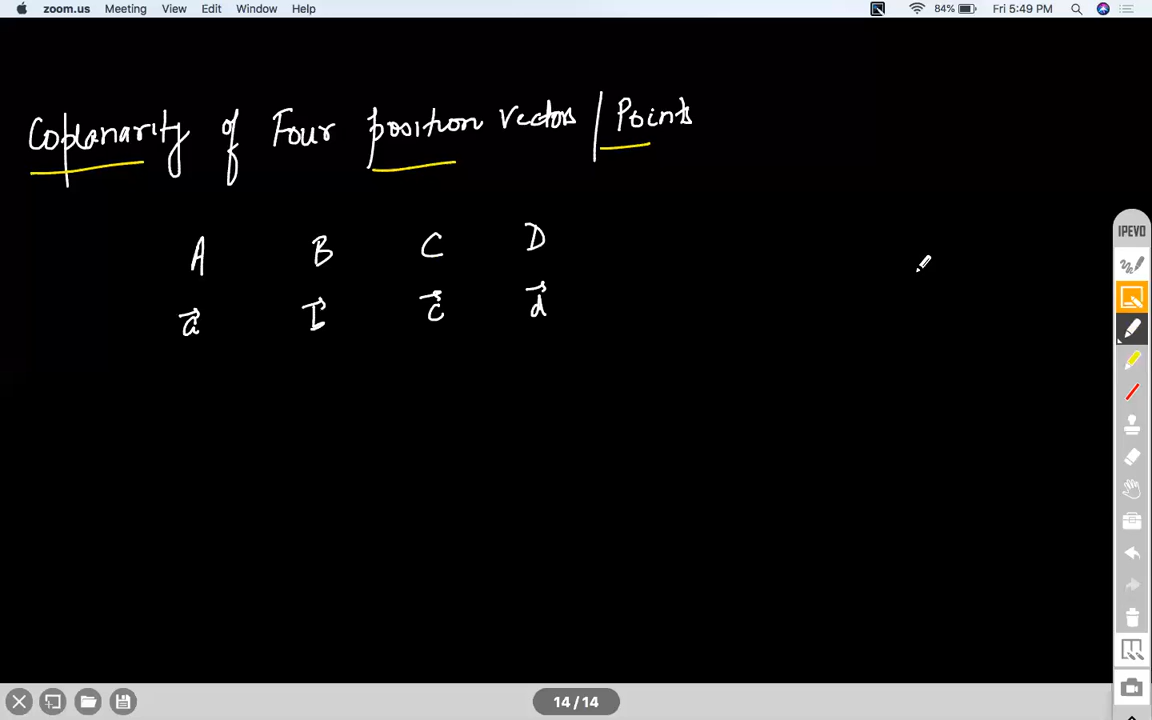 zoom.us Meeting View Edit Window Help 84% Fri 5:49 PM
Coplanarity of Four position Vectors / Points
A B C D
a⃗ b⃗ c⃗ d⃗
IPEVO
14/14